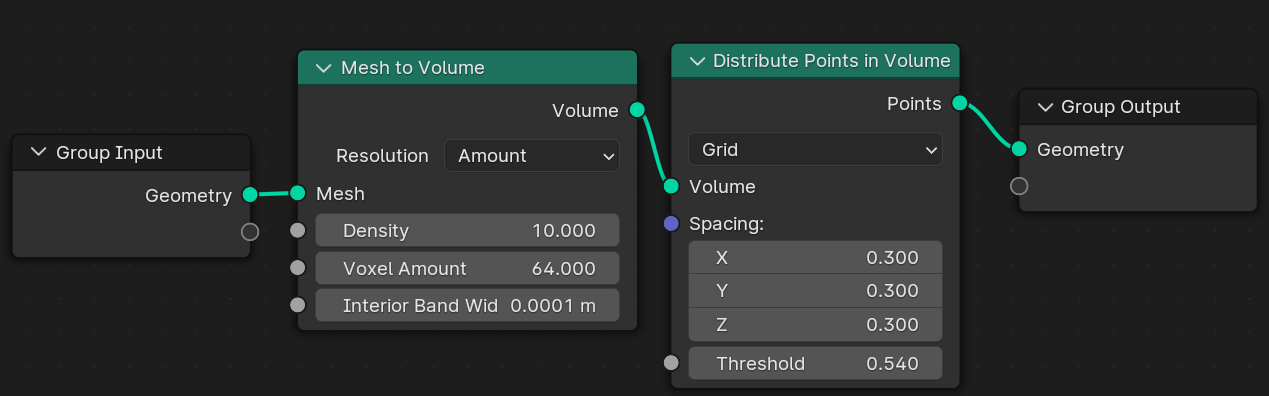 Group Input
Geometry
Mesh to Volume
Volume
Resolution Amount
Mesh
Density 10.000
Voxel Amount 64.000
Interior Band Wid 0.0001 m
Distribute Points in Volume
Points
Grid
Volume
Spacing:
X 0.300
Y 0.300
Z 0.300
Threshold 0.540
Group Output
Geometry